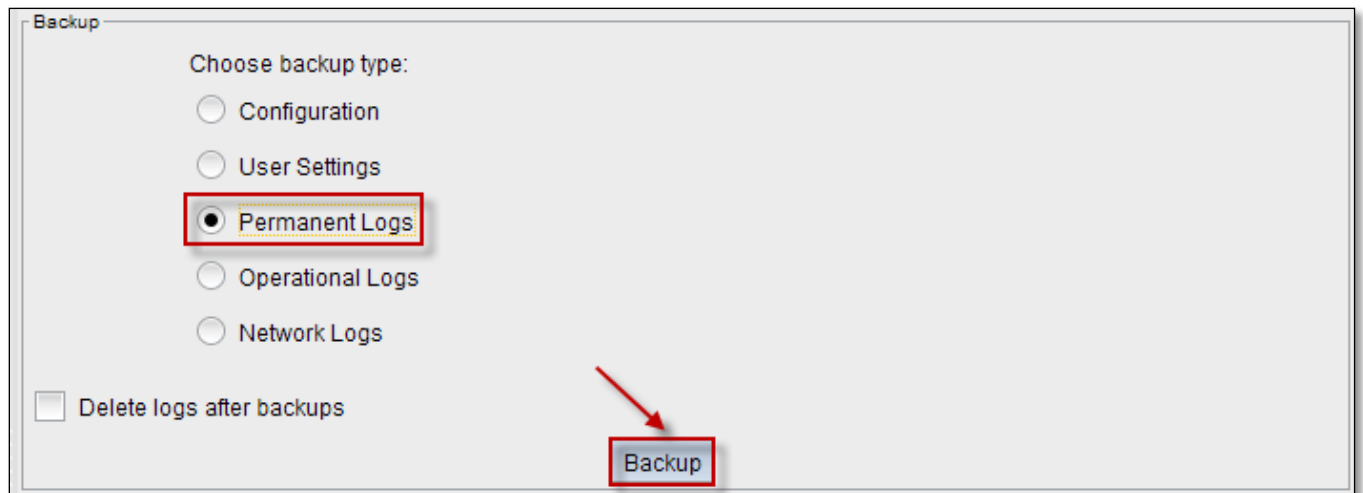 Backup
Choose backup type:
Configuration
User Settings
Permanent Logs
Operational Logs
Network Logs
Delete logs after backups
Backup